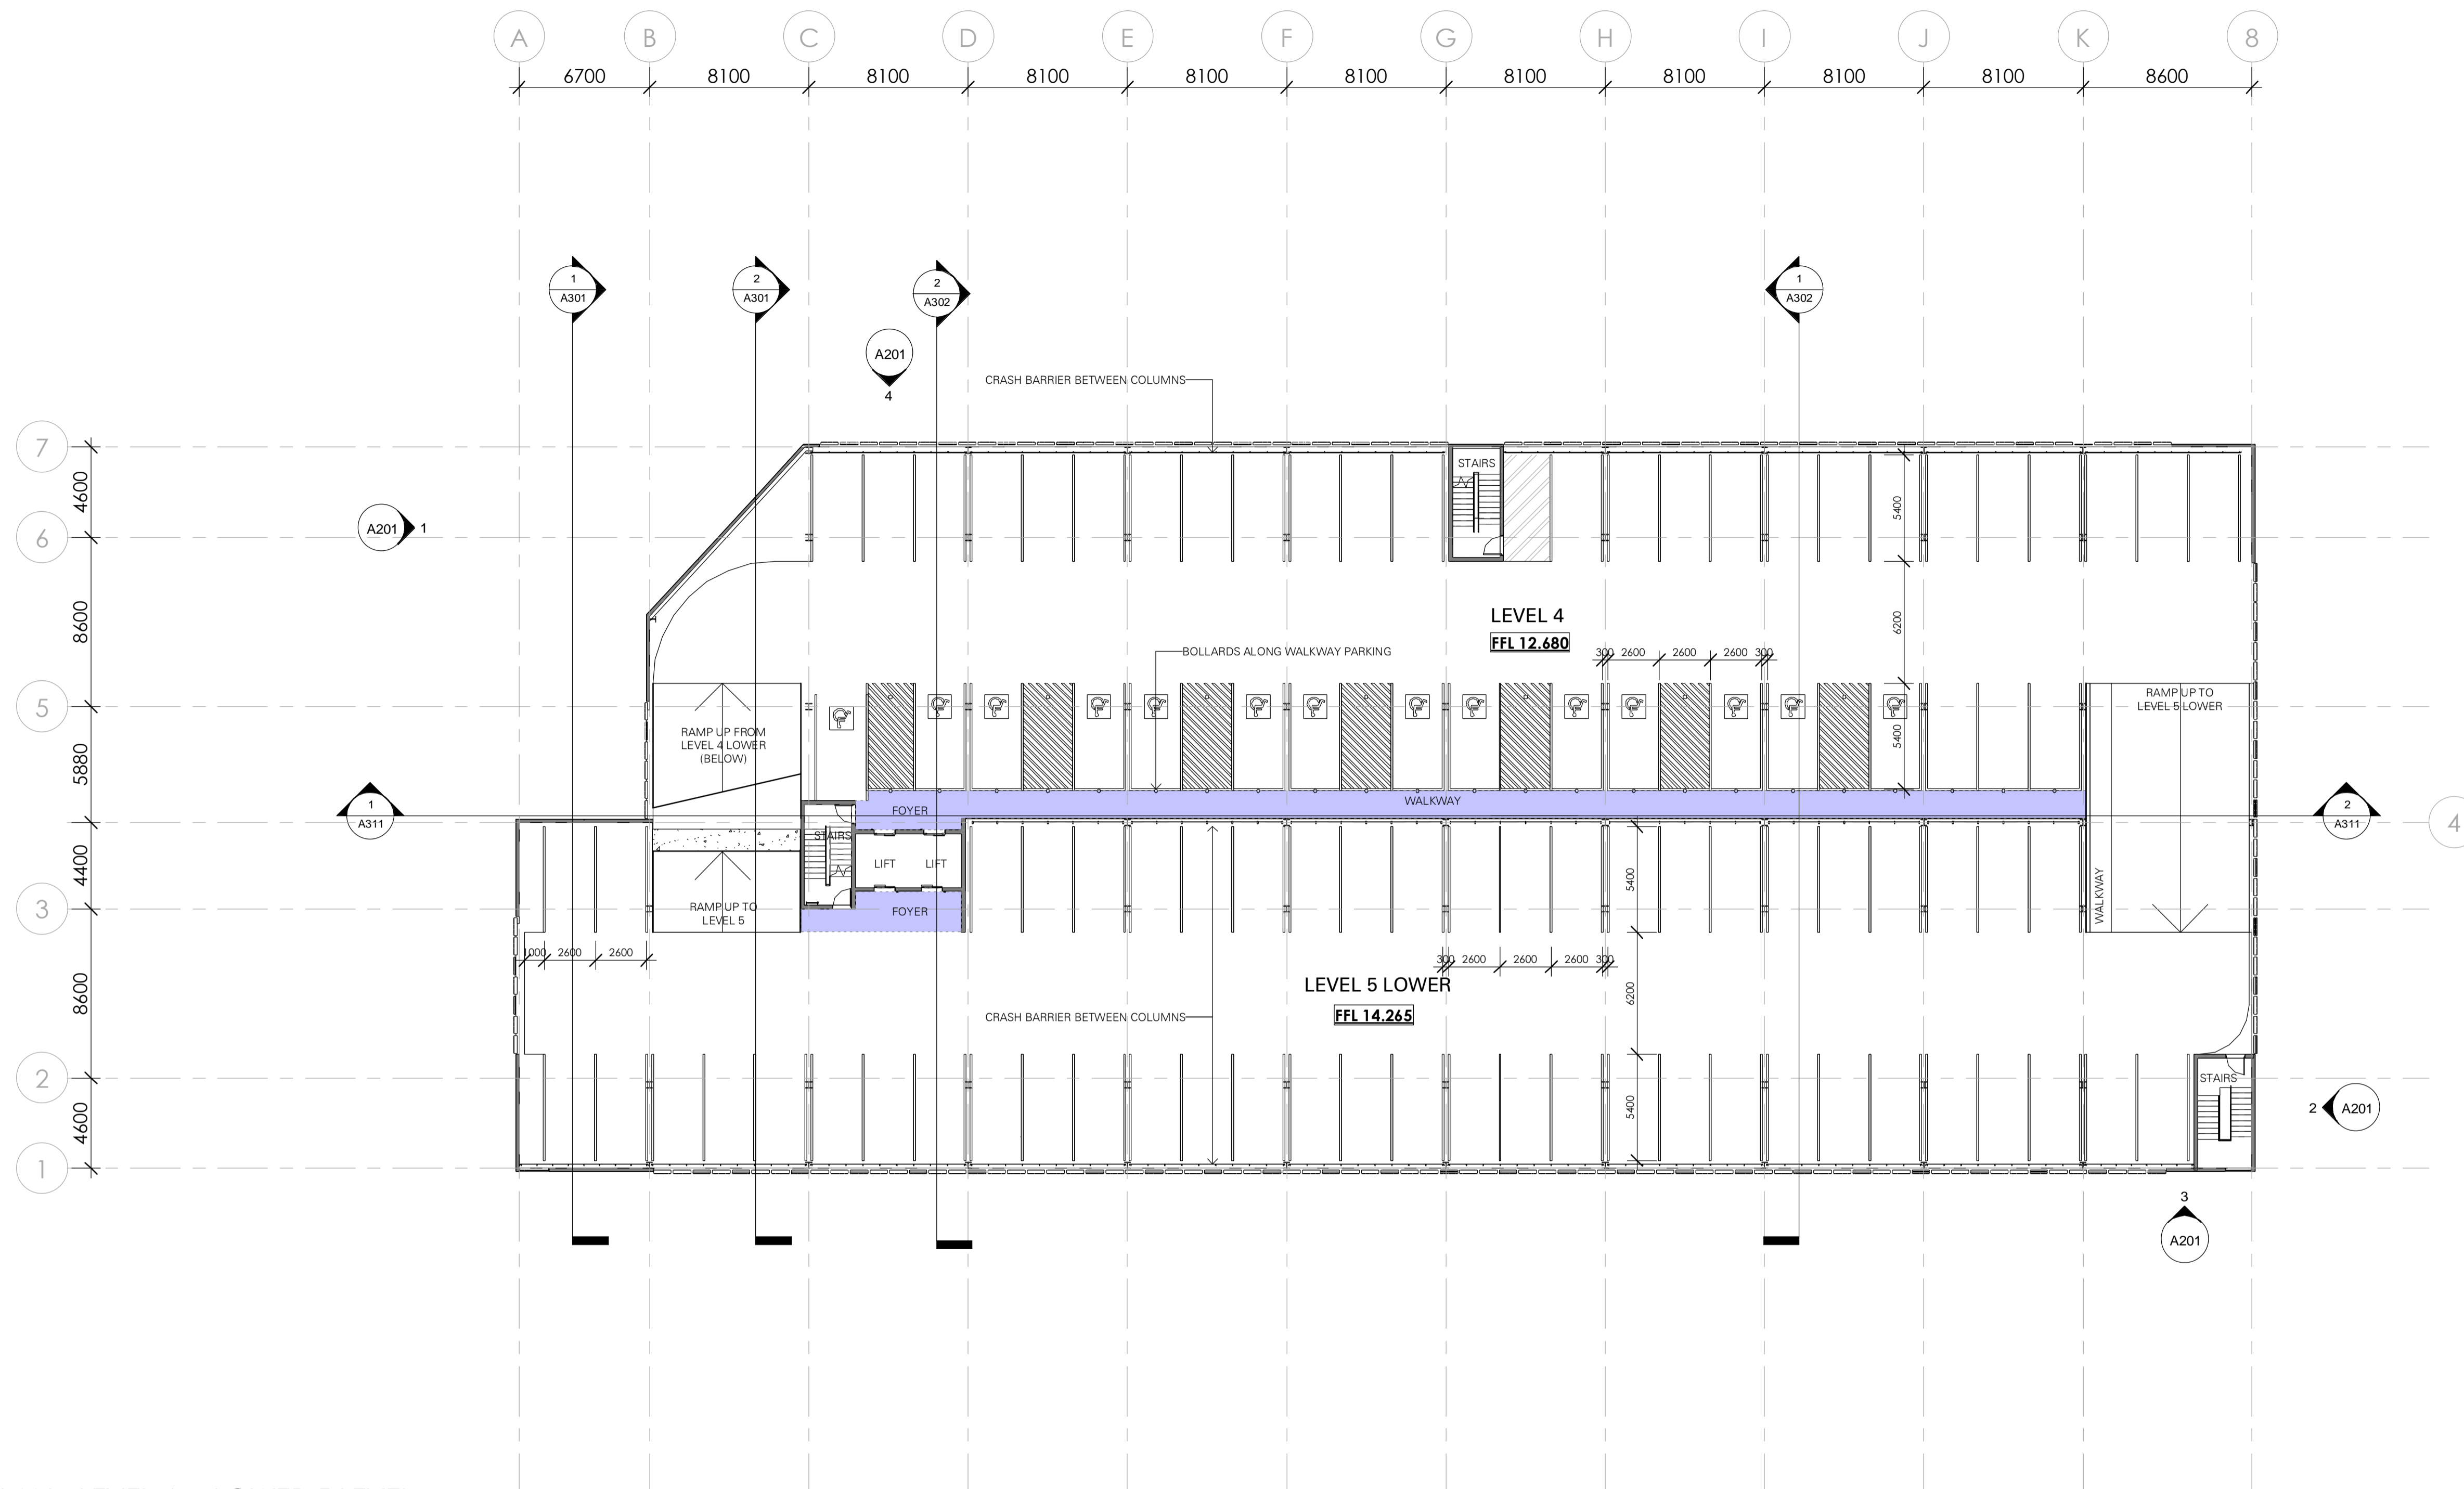 A B C D E F G H I J K 8
6700 8100 8100 8100 8100 8100 8100 8100 8100 8100 8600
1
A301
2
A301
2
A302
1
A302
A201
4
CRASH BARRIER BETWEEN COLUMNS
7
4600
6
8600
5
5880
4400
3
8600
2
4600
1
A201 1
STAIRS
5400
LEVEL 4
FFL 12.680
6200
BOLLARDS ALONG WALKWAY PARKING
300 2600 2600 2600 300
RAMP UP FROM
LEVEL 4 LOWER
(BELOW)
5400
RAMP UP TO
LEVEL 5 LOWER
1
A311
FOYER
WALKWAY
2
A311
4
STAIRS
LIFT LIFT
5400
RAMP UP TO
LEVEL 5
FOYER
WALKWAY
1000 2600 2600
300 2600 2600 2600 300
LEVEL 5 LOWER
FFL 14.265
6200
CRASH BARRIER BETWEEN COLUMNS
STAIRS
5400
2 A201
3
A201